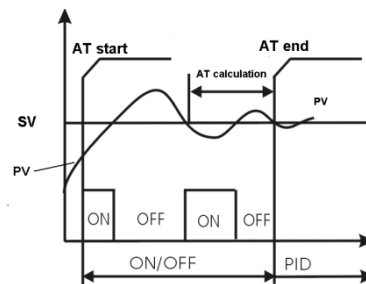 AT start
AT end
AT calculation
PV
SV
PV
ON OFF ON OFF
ON/OFF PID